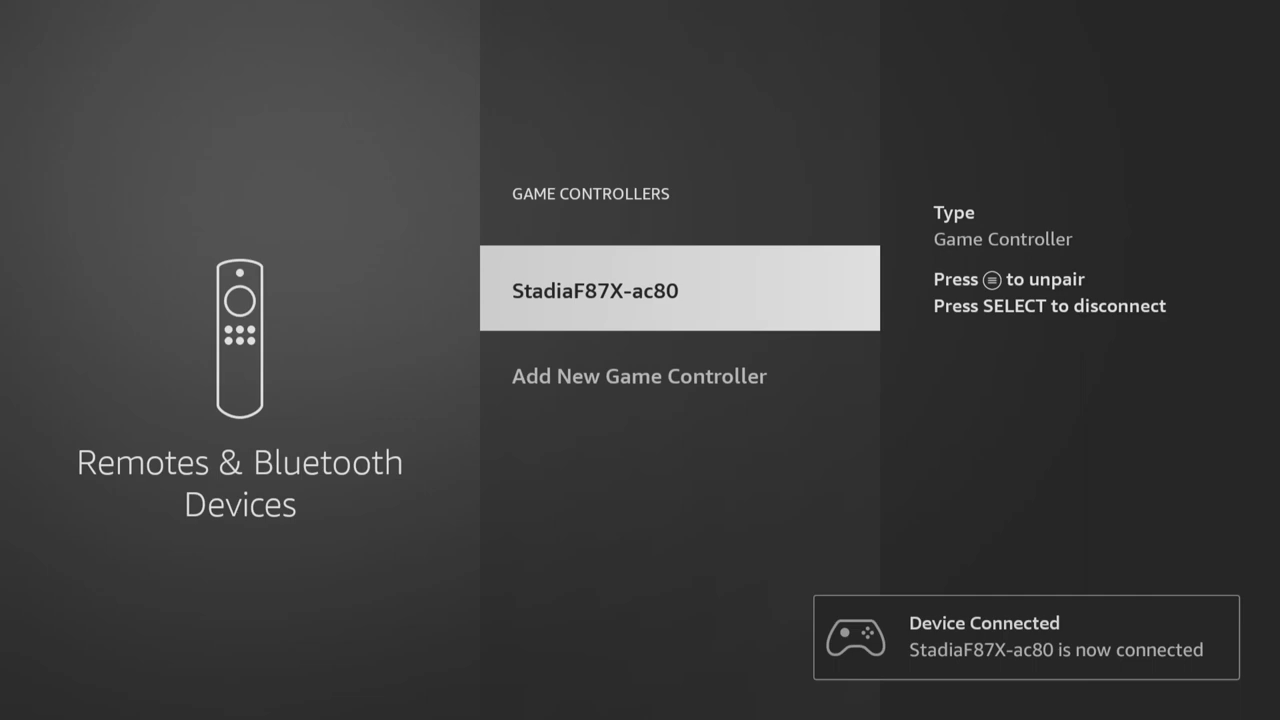 Remotes & Bluetooth
Devices
GAME CONTROLLERS
StadiaF87X-ac80
Add New Game Controller
Type
Game Controller
Press to unpair
Press SELECT to disconnect
Device Connected
StadiaF87X-ac80 is now connected